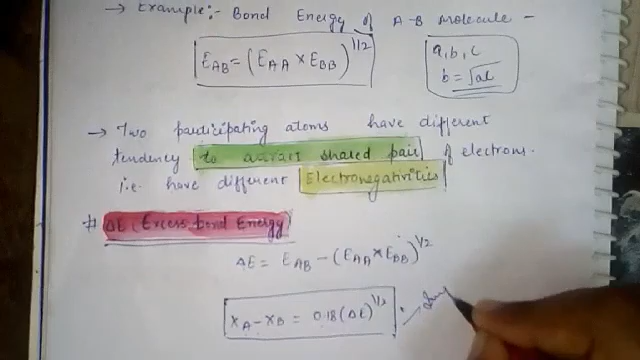 → Example:- Bond Energy of A-B Molecule -
E_AB = (E_AA × E_BB)^1/2
a, b, c
b = √ac
→ Two participating atoms have different
tendency to attract shared pair of electrons.
i.e. have different Electronegativities
# ΔE (Excess bond Energy)
ΔE = E_AB - (E_AA × E_BB)^1/2
X_A - X_B = 0.18 (ΔE)^1/2